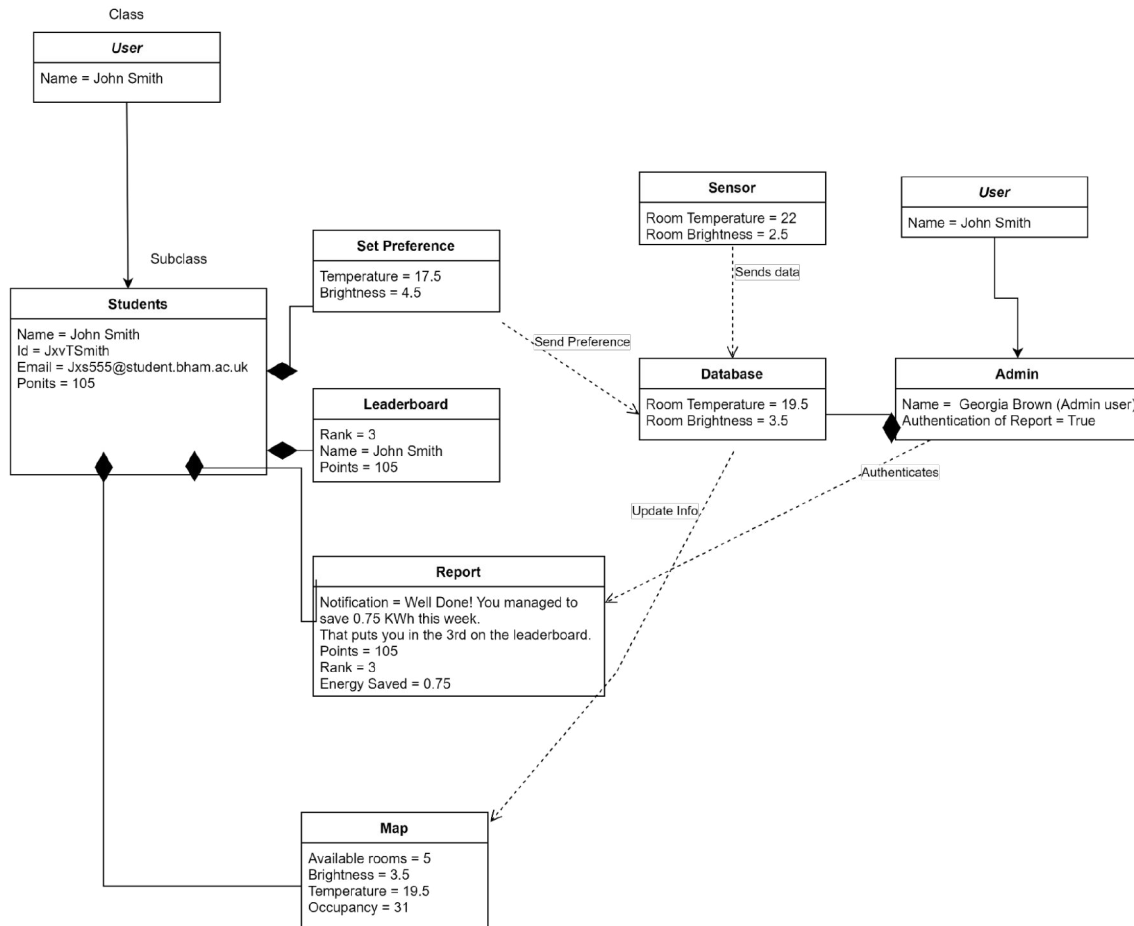 Class
User
Name = John Smith
Subclass
Students
Name = John Smith
Id = JxvTSmith
Email = Jxs555@student.bham.ac.uk
Ponits = 105
Set Preference
Temperature = 17.5
Brightness = 4.5
Leaderboard
Rank = 3
Name = John Smith
Points = 105
Send Preference
Sensor
Room Temperature = 22
Room Brightness = 2.5
Sends data
Database
Room Temperature = 19.5
Room Brightness = 3.5
User
Name = John Smith
Admin
Name =  Georgia Brown (Admin user)
Authentication of Report = True
Authenticates
Update Info
Report
Notification = Well Done! You managed to
save 0.75 KWh this week.
That puts you in the 3rd on the leaderboard.
Points = 105
Rank = 3
Energy Saved = 0.75
Map
Available rooms = 5
Brightness = 3.5
Temperature = 19.5
Occupancy = 31